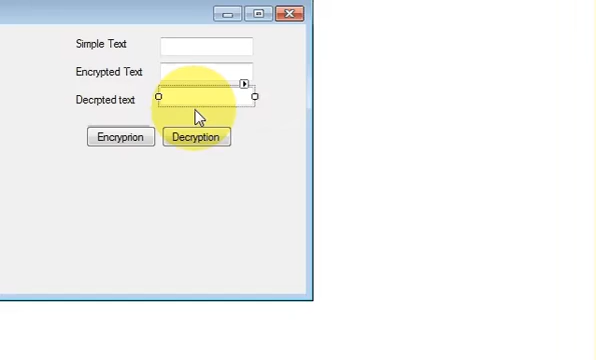 Simple Text
Encrypted Text
Decrpted text
Encryprion
Decryption